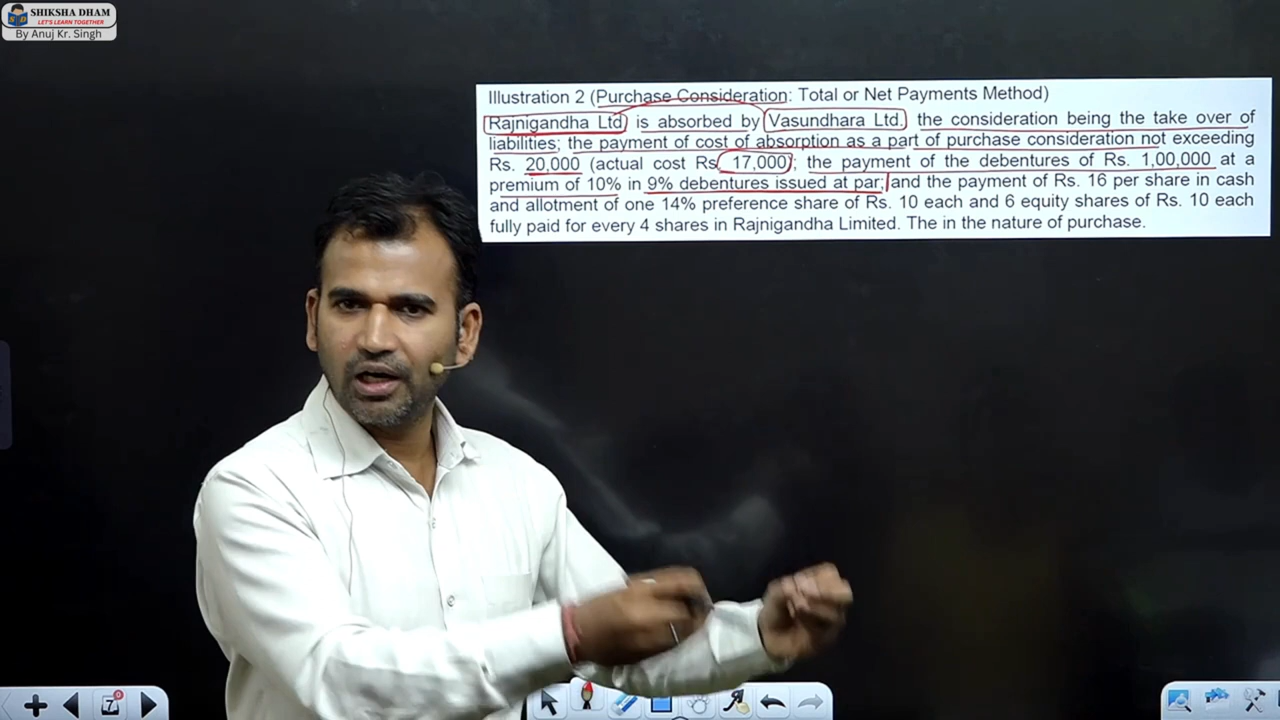 SHIKSHA DHAM
LET'S LEARN TOGETHER
By Anuj Kr. Singh
Illustration 2 (Purchase Consideration: Total or Net Payments Method)
Rajnigandha Ltd is absorbed by Vasundhara Ltd. the consideration being the take over of
liabilities; the payment of cost of absorption as a part of purchase consideration not exceeding
Rs. 20,000 (actual cost Rs. 17,000); the payment of the debentures of Rs. 1,00,000 at a
premium of 10% in 9% debentures issued at par; and the payment of Rs. 16 per share in cash
and allotment of one 14% preference share of Rs. 10 each and 6 equity shares of Rs. 10 each
fully paid for every 4 shares in Rajnigandha Limited. The in the nature of purchase.